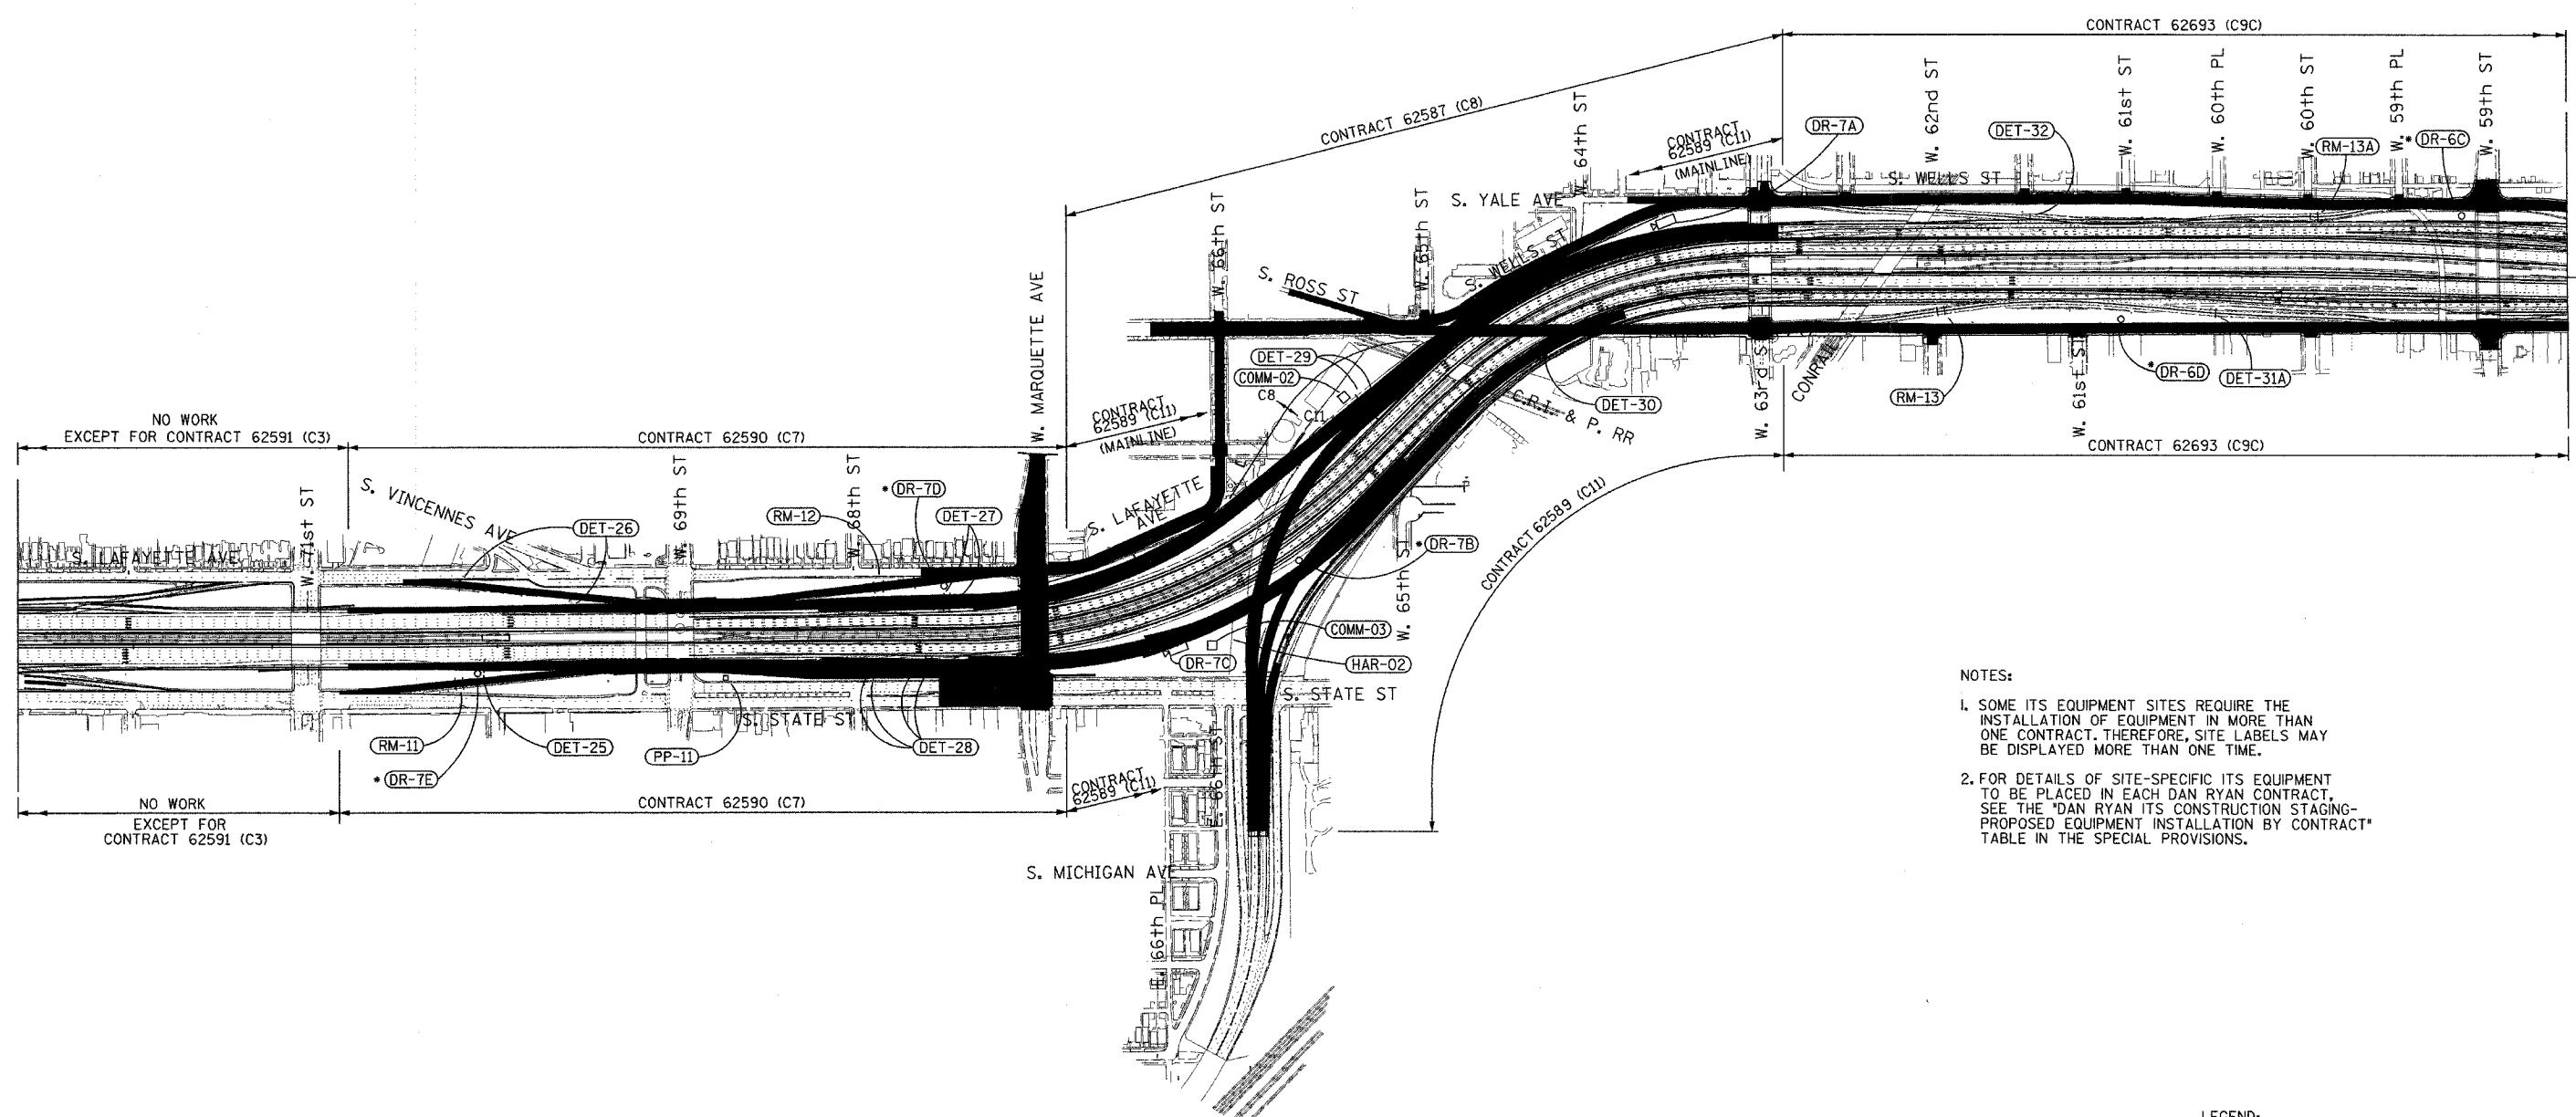 CONTRACT 62693 (C9C)
CONTRACT 62587 (C8)
CONTRACT
62589 (C11)
(MAINLINE)
W. 64th ST
DR-7A
W. 62nd ST
DET-32
W. 61st ST
W. 60th PL
W. 60th ST
RM-13A
W. 59th PL
* DR-6C
W. 59th ST
S. WELLS ST
S. YALE AVE
W. 66th ST
W. 65th ST
S. WELLS ST
S. ROSS ST
W. MARQUETTE AVE
DET-29
COMM-02
C8
C11
DET-30
C.R.I. & P. RR
W. 63rd ST
CONRAIL
RM-13
W. 61st ST
* DR-6D
DET-31A
CONTRACT 62693 (C9C)
NO WORK
EXCEPT FOR CONTRACT 62591 (C3)
CONTRACT 62590 (C7)
CONTRACT
62589 (C11)
(MAINLINE)
S. LAFAYETTE AVE
W. 71st ST
S. VINCENNES AVE
DET-26
W. 69th ST
RM-12
W. 68th ST
* DR-7D
DET-27
S. LAFAYETTE
AVE
CONTRACT 62589 (C11)
* DR-7B
W. 65th ST
COMM-03
DR-7C
HAR-02
S. STATE ST
S. STATE ST
RM-11
* DR-7E
DET-25
PP-11
DET-28
CONTRACT
62589 (C11)
E. 66th ST
NO WORK
EXCEPT FOR
CONTRACT 62591 (C3)
CONTRACT 62590 (C7)
S. MICHIGAN AVE
E. 66th PL
NOTES:
1. SOME ITS EQUIPMENT SITES REQUIRE THE
INSTALLATION OF EQUIPMENT IN MORE THAN
ONE CONTRACT. THEREFORE, SITE LABELS MAY
BE DISPLAYED MORE THAN ONE TIME.
2. FOR DETAILS OF SITE-SPECIFIC ITS EQUIPMENT
TO BE PLACED IN EACH DAN RYAN CONTRACT,
SEE THE "DAN RYAN ITS CONSTRUCTION STAGING-
PROPOSED EQUIPMENT INSTALLATION BY CONTRACT"
TABLE IN THE SPECIAL PROVISIONS.
LEGEND: